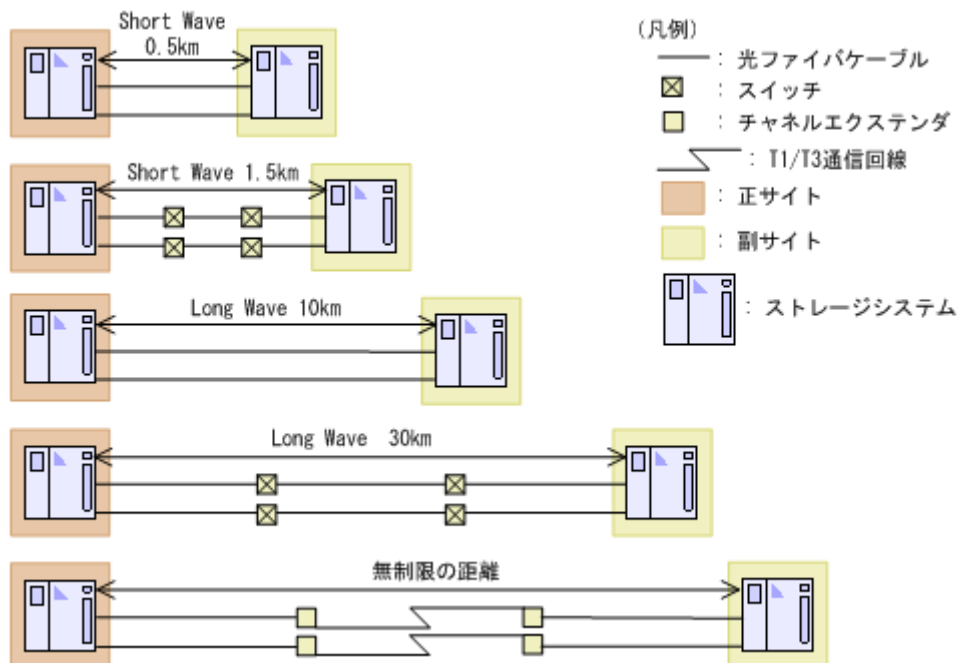 Short Wave
0.5km
Short Wave 1.5km
Long Wave 10km
Long Wave 30km
無制限の距離
(凡例)
: 光ファイバケーブル
: スイッチ
: チャネルエクステンダ
: T1/T3通信回線
: 正サイト
: 副サイト
: ストレージシステム